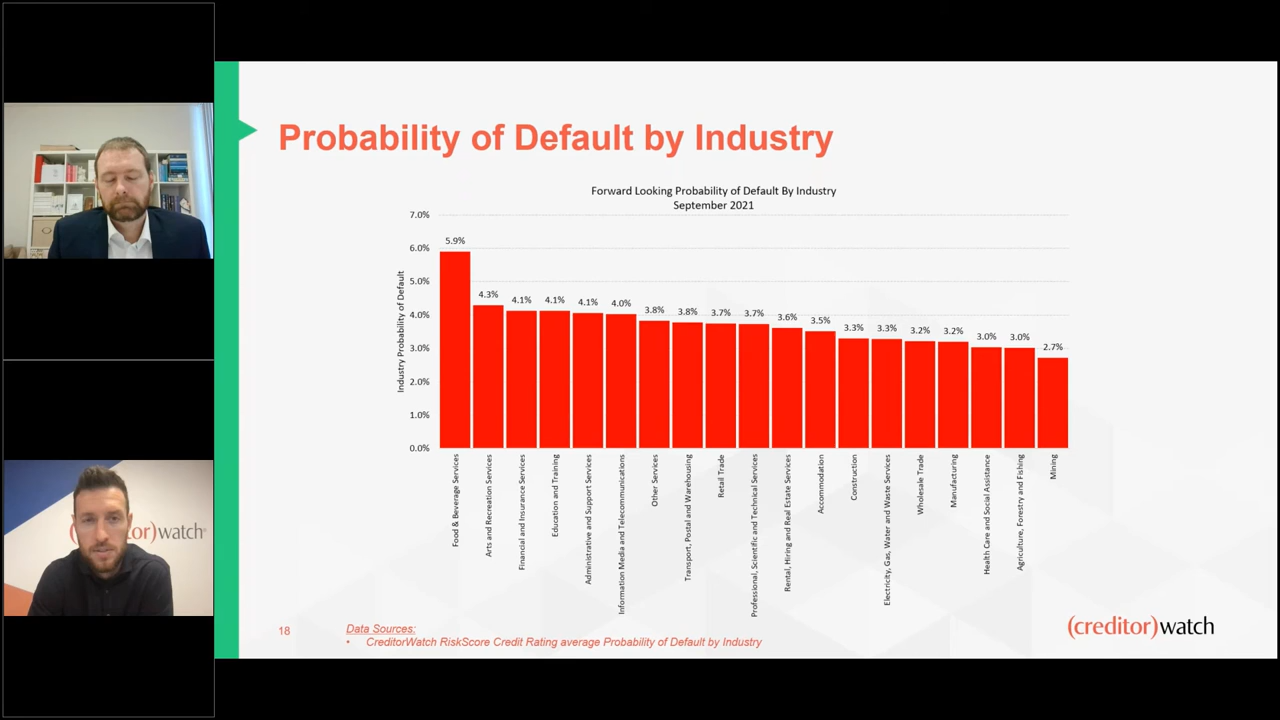 Probability of Default by Industry
Forward Looking Probability of Default By Industry
September 2021
7.0%
6.0%
5.0%
4.0%
3.0%
2.0%
1.0%
0.0%
Industry Probability of Default
5.9%
4.3%
4.1%
4.1%
4.1%
4.0%
3.8%
3.8%
3.7%
3.7%
3.6%
3.5%
3.3%
3.3%
3.2%
3.2%
3.0%
3.0%
2.7%
Food & Beverage Services
Arts and Recreation Services
Financial and Insurance Services
Education and Training
Administrative and Support Services
Information Media and Telecommunications
Other Services
Transport, Postal and Warehousing
Retail Trade
Professional, Scientific and Technical Services
Rental, Hiring and Real Estate Services
Accommodation
Construction
Electricity, Gas, Water and Waste Services
Wholesale Trade
Manufacturing
Health Care and Social Assistance
Agriculture, Forestry and Fishing
Mining
18
Data Sources:
• CreditorWatch RiskScore Credit Rating average Probability of Default by Industry
(creditor)watch
tor)watch